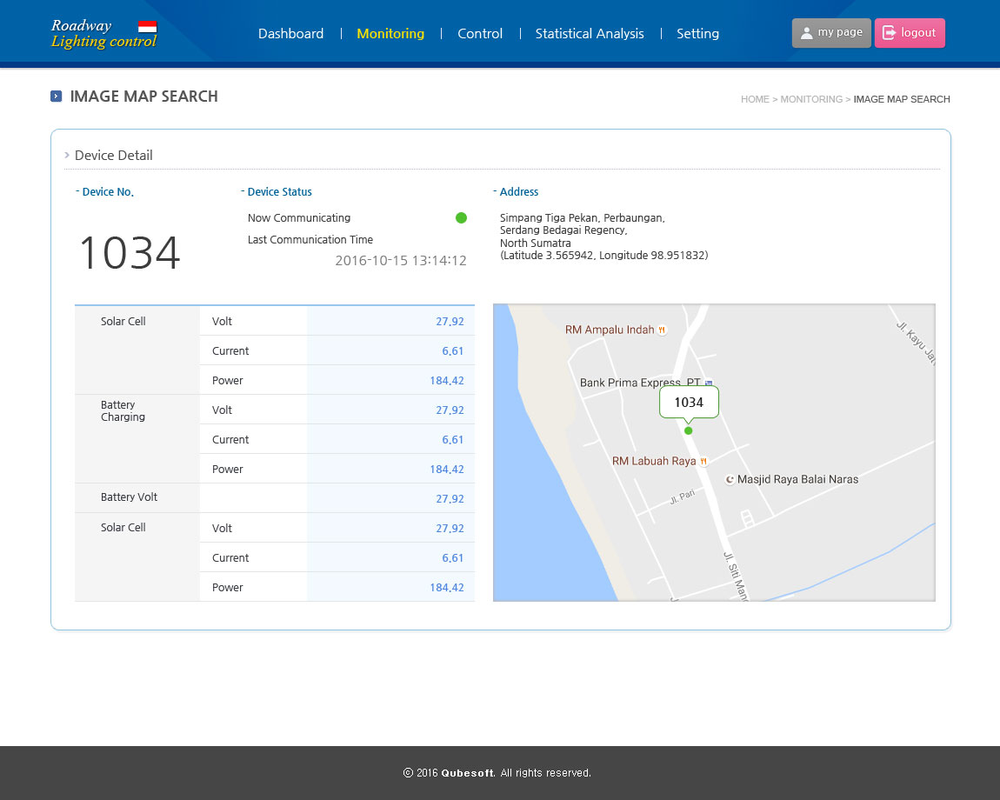 Roadway
Lighting control
Dashboard
Monitoring
Control
Statistical Analysis
Setting
my page
logout
IMAGE MAP SEARCH
HOME > MONITORING > IMAGE MAP SEARCH
Device Detail
- Device No.
- Device Status
- Address
1034
Now Communicating
Last Communication Time
2016-10-15 13:14:12
Simpang Tiga Pekan, Perbaungan,
Serdang Bedagai Regency,
North Sumatra
(Latitude 3.565942, Longitude 98.951832)
Solar Cell
Volt 27.92
Current 6.61
Power 184.42
Battery
Charging
Volt 27.92
Current 6.61
Power 184.42
Battery Volt 27.92
Solar Cell
Volt 27.92
Current 6.61
Power 184.42
RM Ampalu Indah
Jl. Kayu Jat
Bank Prima Express. PT
1034
RM Labuah Raya
Masjid Raya Balai Naras
Jl. Pari
Jl. Siti Mang
© 2016 Qubesoft. All rights reserved.